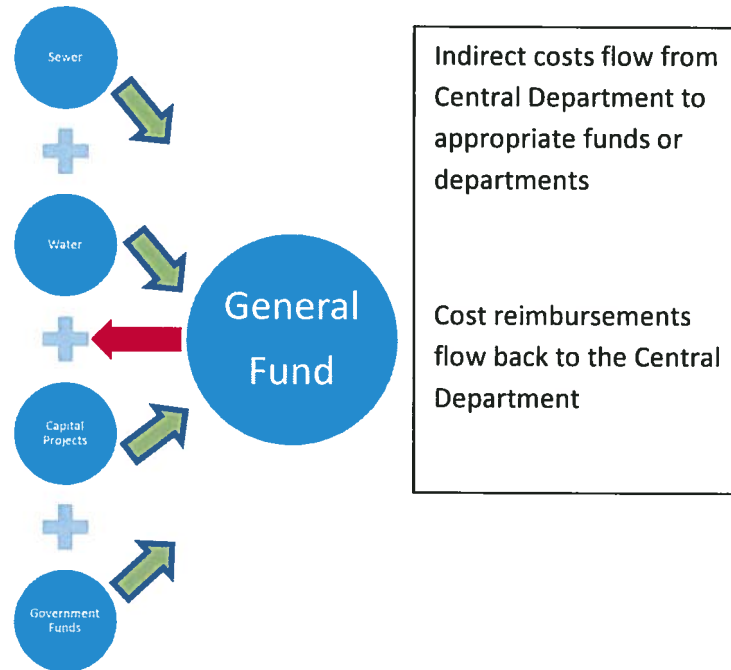 Sewer
Water
Capital
Projects
Government
Funds
General
Fund
Indirect costs flow from
Central Department to
appropriate funds or
departments
Cost reimbursements
flow back to the Central
Department